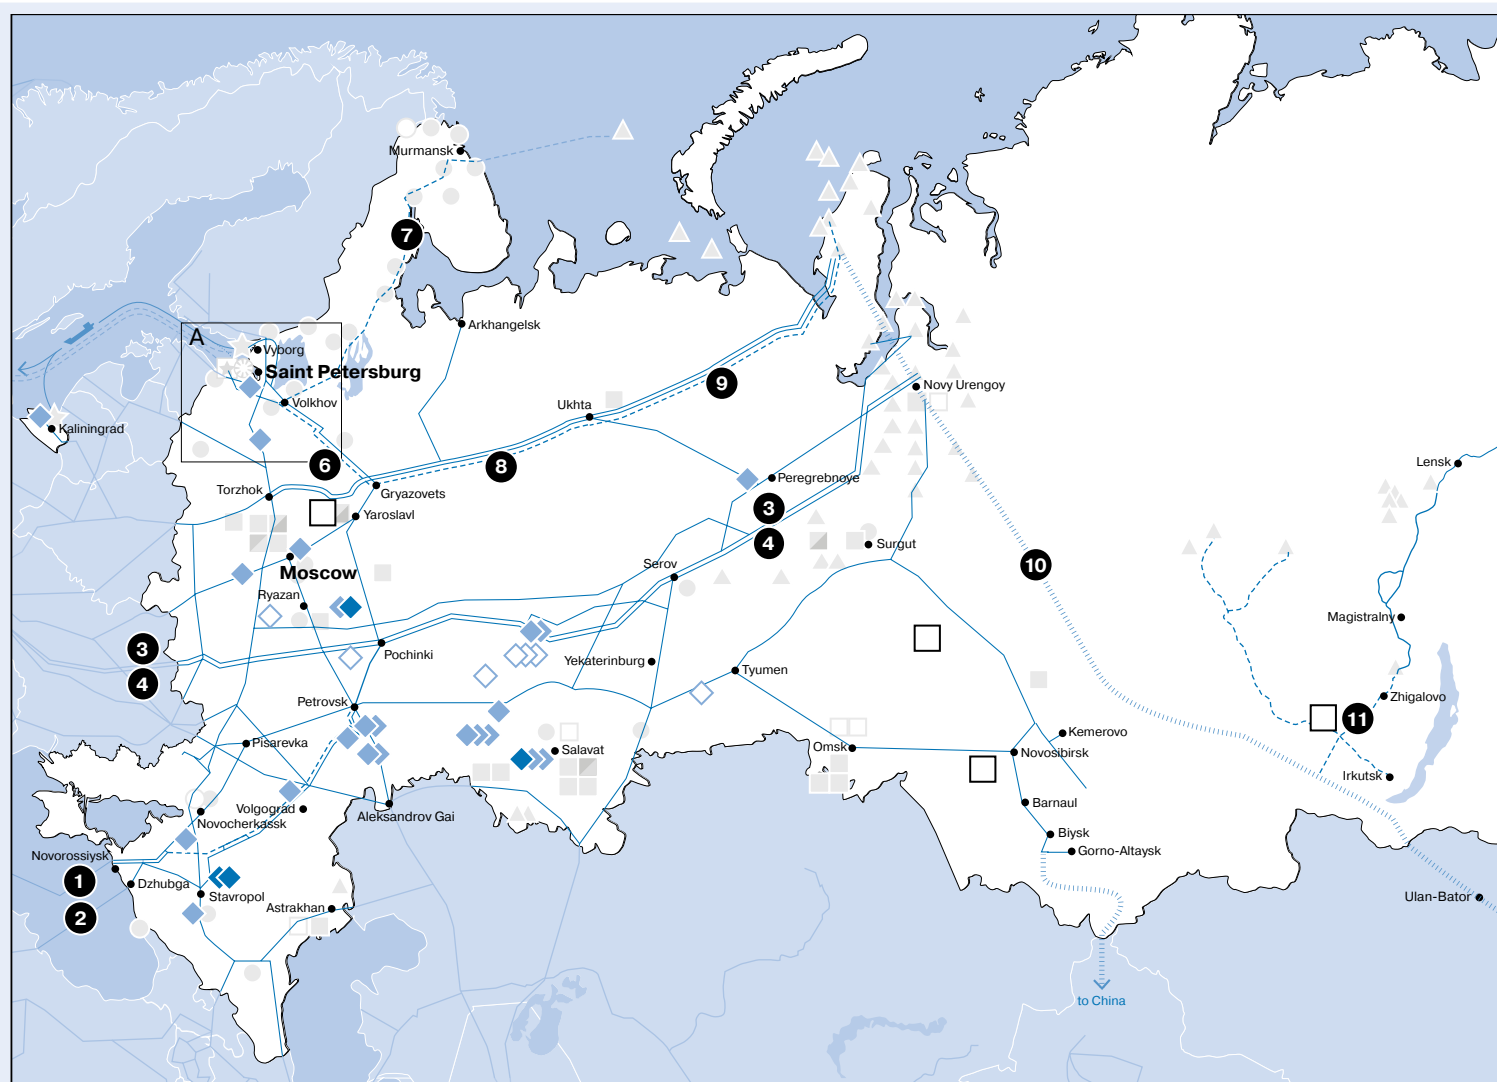 Murmansk
7
Arkhangelsk
A
Vyborg
Saint Petersburg
Volkhov
Kaliningrad
9
Novy Urengoy
Ukhta
6
8
Lensk
Torzhok
Gryazovets
Peregrebnoye
Yaroslavl
3
4
Surgut
Moscow
Serov
10
Ryazan
Magistralny
3
Pochinki
Yekaterinburg
Tyumen
4
Zhigalovo
Petrovsk
11
Pisarevka
Salavat
Omsk
Kemerovo
Novosibirsk
Irkutsk
Volgograd
Barnaul
Novocherkassk
Aleksandrov Gai
Biysk
Novorossiysk
Gorno-Altaysk
1
Dzhubga
Stavropol
Ulan-Bator
2
Astrakhan
to China